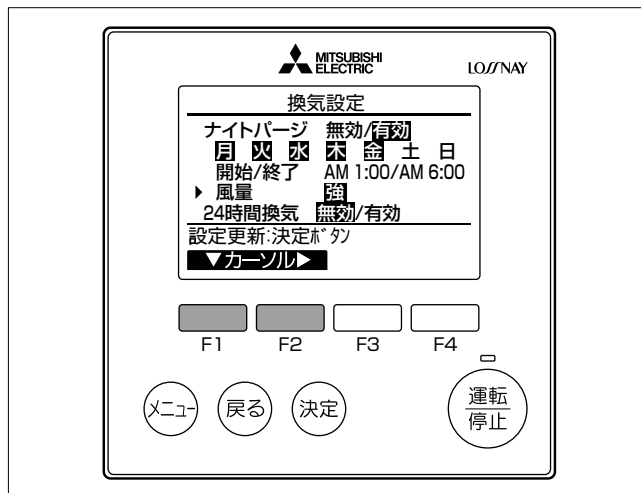 MITSUBISHI
ELECTRIC
LOSSNAY
換気設定
ナイトパージ 無効/有効
月 火 水 木 金 土 日
開始/終了 AM 1:00/AM 6:00
▶ 風量 強
24時間換気 無効/有効
設定更新:決定ボタン
▼カーソル▶
F1 F2 F3 F4
メニュー 戻る 決定
運転
停止